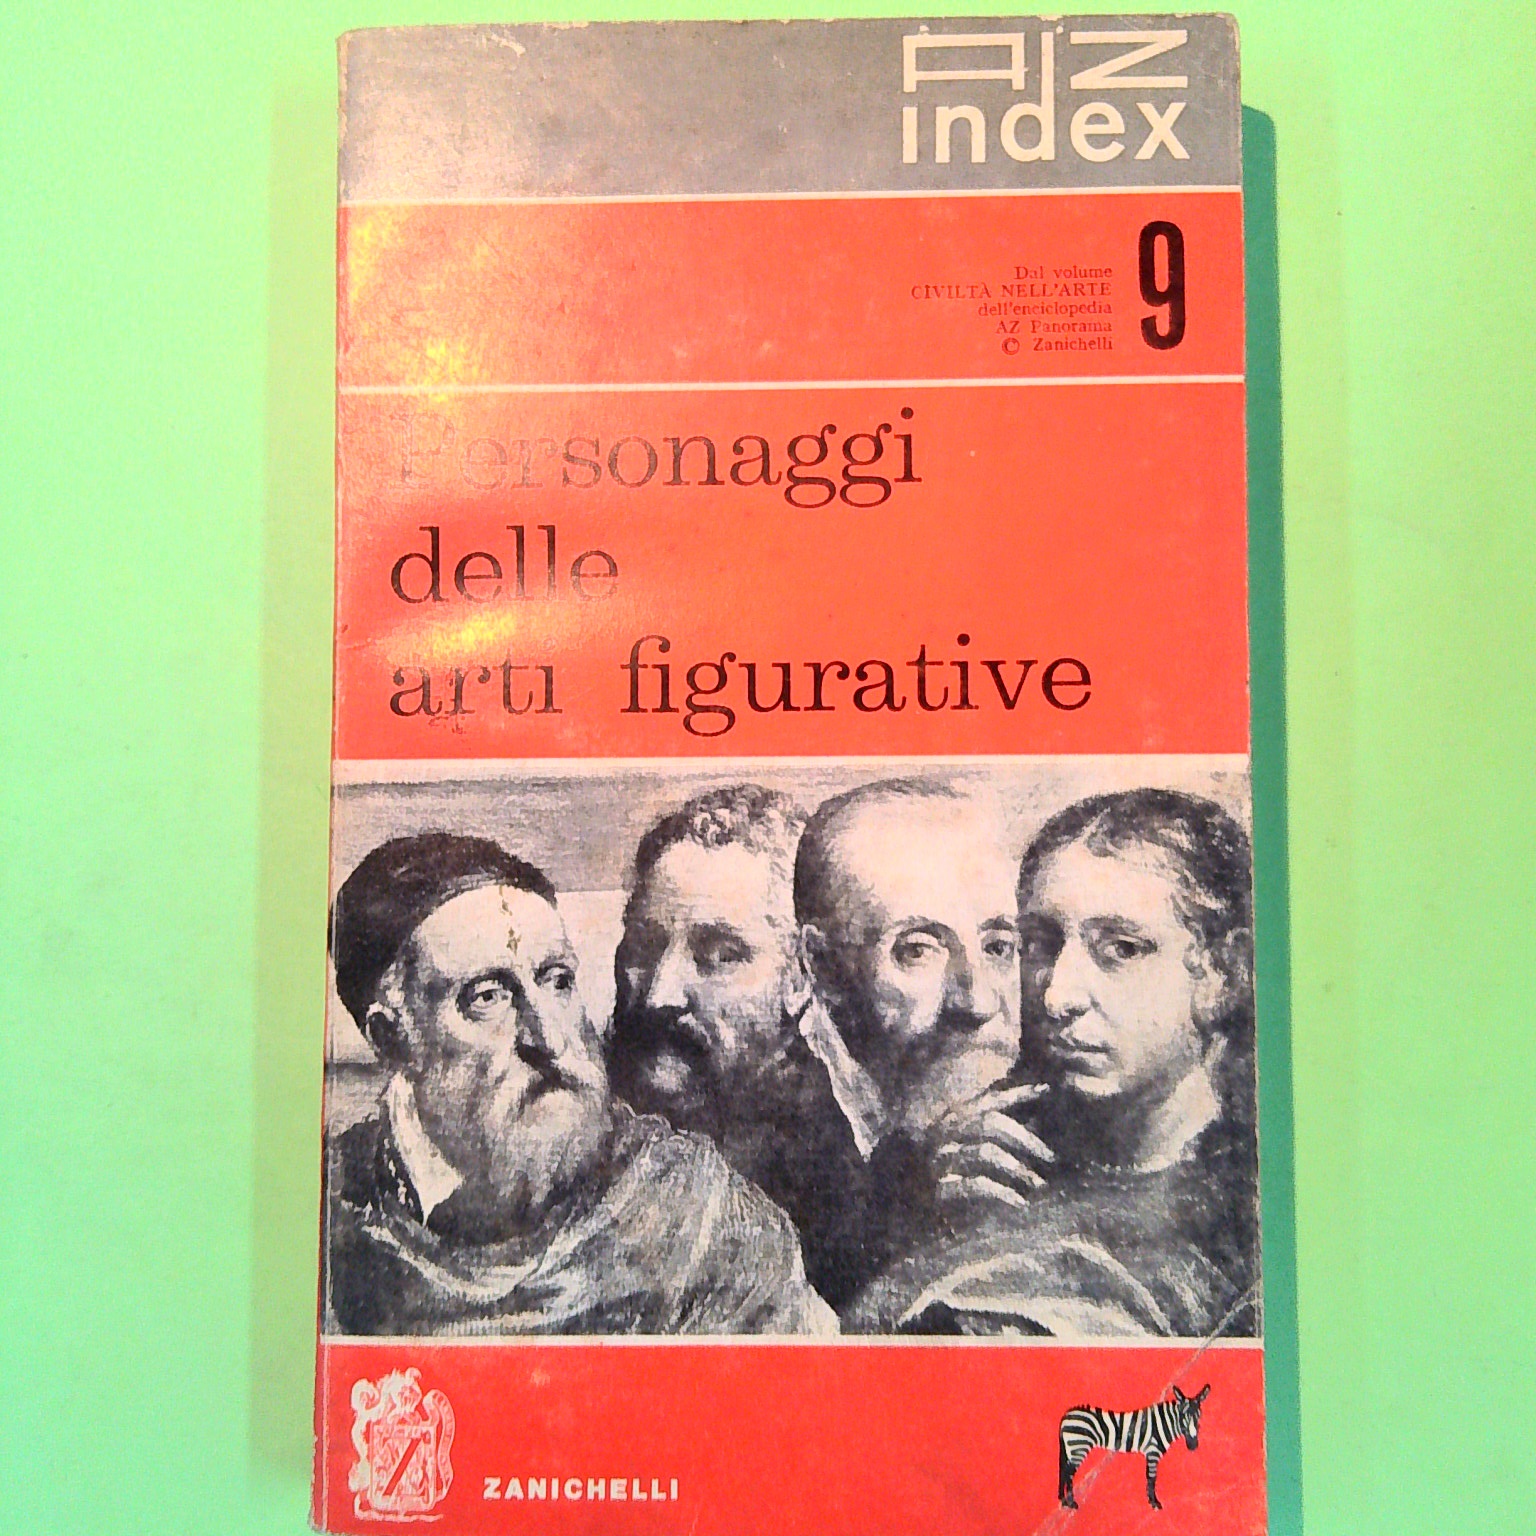 AZ
index
9
Dal volume
CIVILTÀ NELL'ARTE
dell'enciclopedia
AZ Panorama
© Zanichelli
Personaggi
delle
arti figurative
Z
ZANICHELLI